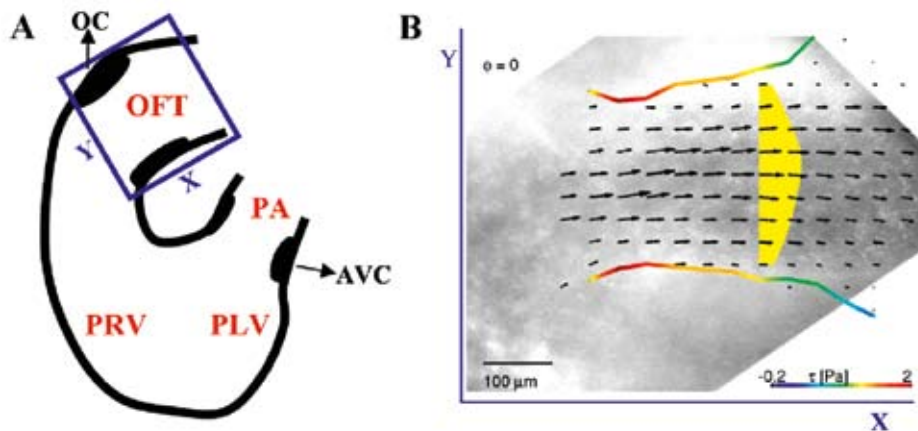 A
OC
OFT
Y
X
PA
AVC
PRV
PLV
B
Y
φ = 0
100 μm
-0.2 τ [Pa] 2
X